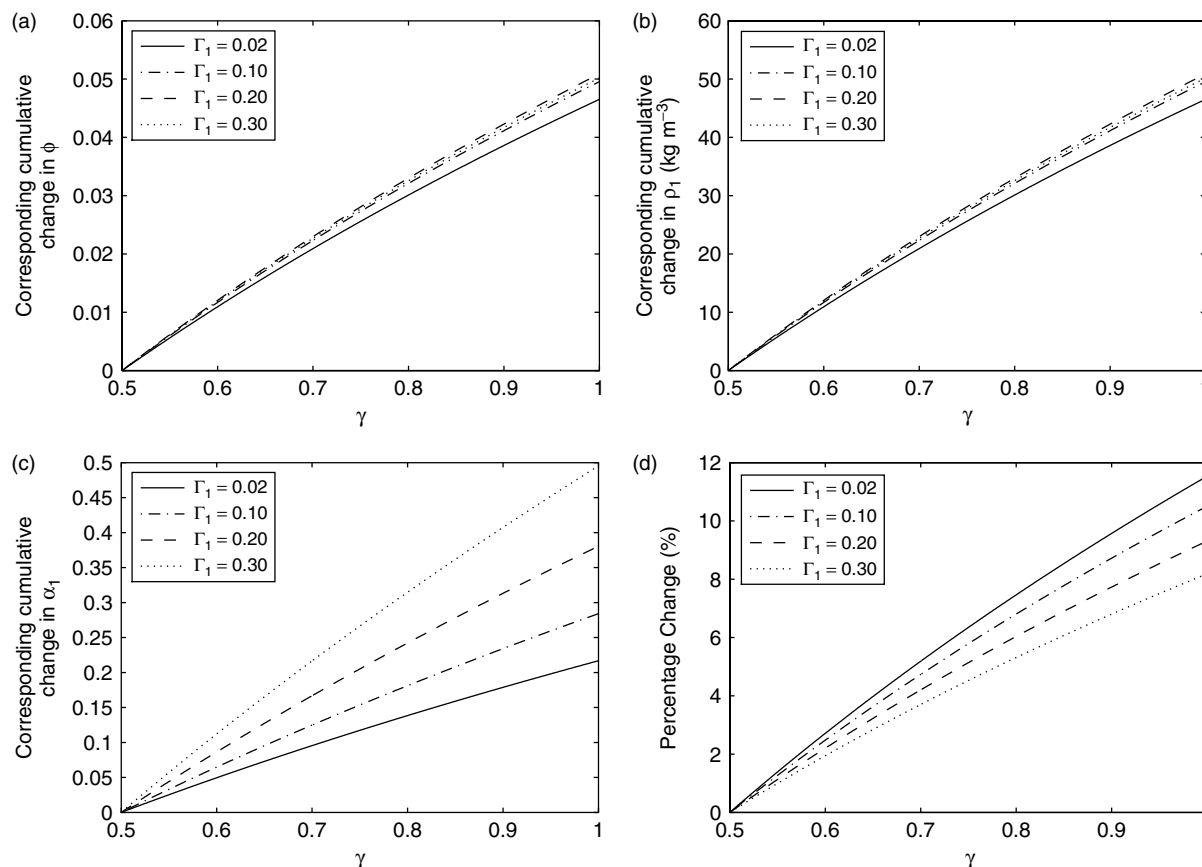 (a)
0.06
0.05
0.04
0.03
0.02
0.01
0
Corresponding cumulative
change in ϕ
Γ₁ = 0.02
Γ₁ = 0.10
Γ₁ = 0.20
Γ₁ = 0.30
0.5 0.6 0.7 0.8 0.9 1
γ
(b)
60
50
40
30
20
10
0
Corresponding cumulative
change in ρ₁ (kg m⁻³)
Γ₁ = 0.02
Γ₁ = 0.10
Γ₁ = 0.20
Γ₁ = 0.30
0.5 0.6 0.7 0.8 0.9
γ
(c)
0.5
0.45
0.4
0.35
0.3
0.25
0.2
0.15
0.1
0.05
0
Corresponding cumulative
change in α₁
Γ₁ = 0.02
Γ₁ = 0.10
Γ₁ = 0.20
Γ₁ = 0.30
0.5 0.6 0.7 0.8 0.9 1
γ
(d)
12
10
8
6
4
2
0
Percentage Change (%)
Γ₁ = 0.02
Γ₁ = 0.10
Γ₁ = 0.20
Γ₁ = 0.30
0.5 0.6 0.7 0.8 0.9
γ